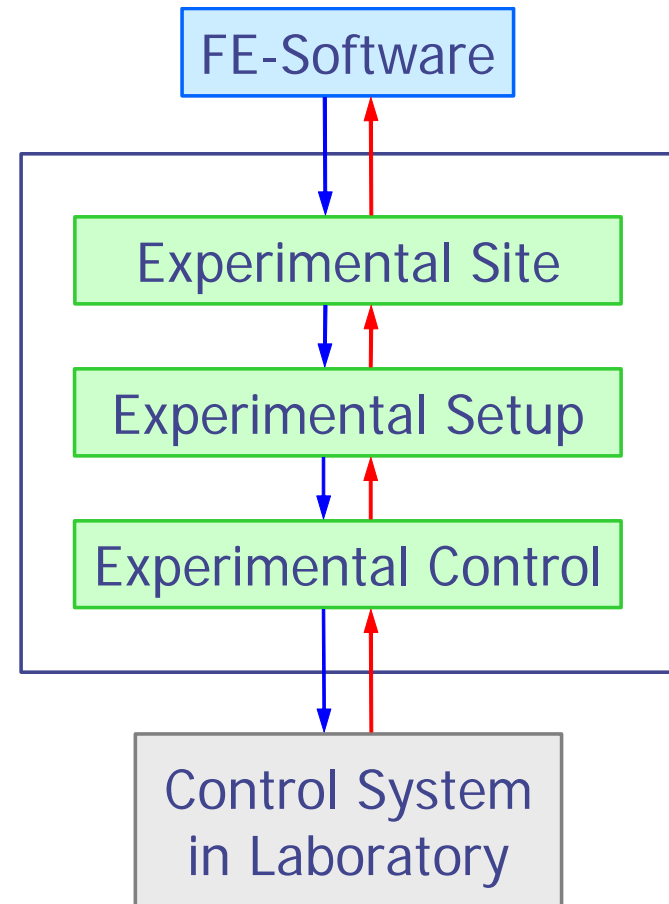 FE-Software
Experimental Site
Experimental Setup
Experimental Control
Control System
in Laboratory